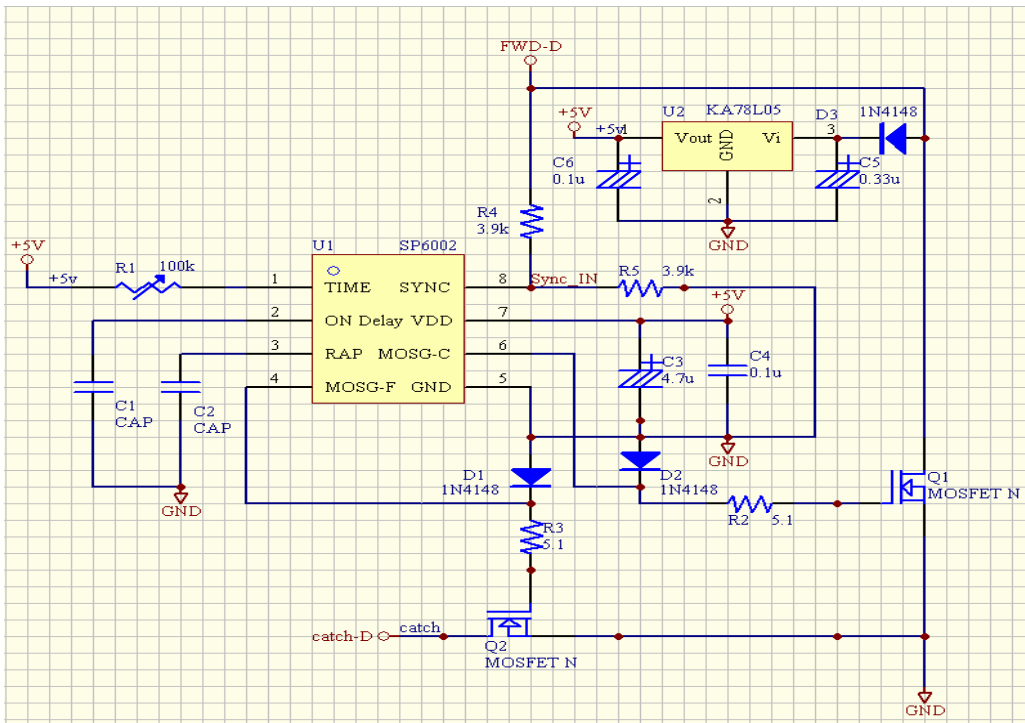 FWD-D
+5V
+5v
1
U2
KA78L05
D3
1N4148
Vout
GND
Vi
3
2
C6
0.1u
C5
0.33u
GND
R4
3.9k
+5V
+5v
R1
100k
U1
SP6002
1
TIME
SYNC
8
Sync_IN
R5
3.9k
2
ON Delay
VDD
7
+5V
3
RAP
MOSG-C
6
4
MOSG-F
GND
5
C3
4.7u
C4
0.1u
C1
CAP
C2
CAP
GND
GND
D1
1N4148
D2
1N4148
R2
5.1
Q1
MOSFET N
R3
5.1
catch-D
catch
Q2
MOSFET N
GND